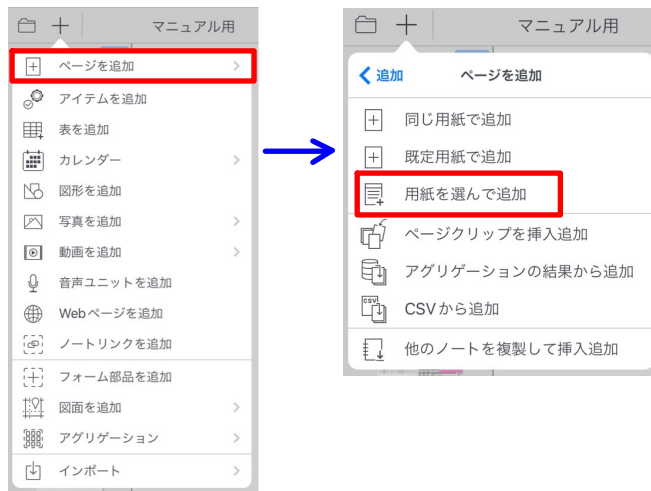 マニュアル用
ページを追加
アイテムを追加
表を追加
カレンダー
図形を追加
写真を追加
動画を追加
音声ユニットを追加
Webページを追加
ノートリンクを追加
フォーム部品を追加
図面を追加
アグリゲーション
インポート
マニュアル用
追加 ページを追加
同じ用紙で追加
既定用紙で追加
用紙を選んで追加
ページクリップを挿入追加
アグリゲーションの結果から追加
CSV
CSVから追加
他のノートを複製して挿入追加